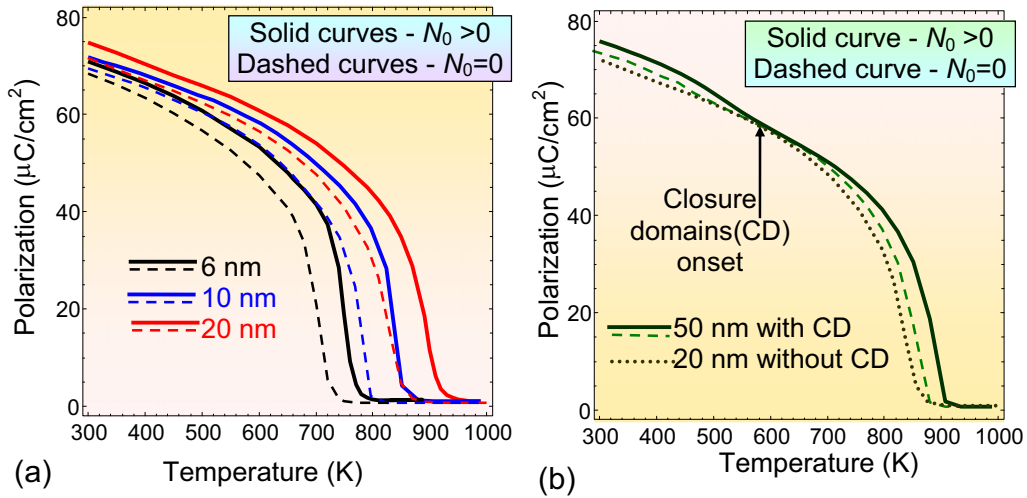 Solid curves - N₀ >0
Dashed curves - N₀=0
Polarization (μC/cm²)
80
60
40
20
0
6 nm
10 nm
20 nm
300 400 500 600 700 800 900 1000
(a)
Temperature (K)
Solid curve - N₀ >0
Dashed curve - N₀=0
Polarization (μC/cm²)
80
60
40
20
0
Closure
domains(CD)
onset
50 nm with CD
20 nm without CD
300 400 500 600 700 800 900 1000
(b)
Temperature (K)